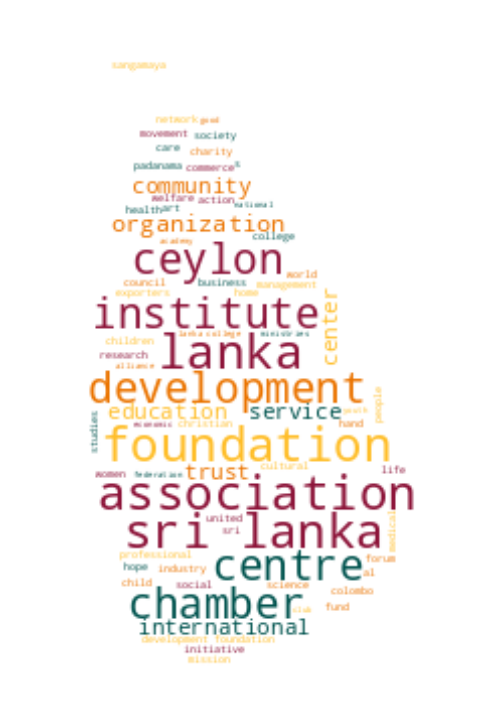 sangamaya
network good
movement society
care charity
padanama commerce
community
welfare action national
health art
organization
college
academy
ceylon
world
council business management
exporters home
institute
center
lanka college ministries
children
lanka
research
alliance
development
people
education service youth
studies
economic christian hand
foundation
cultural
women federation trust life
association
united
sri
sri lanka
medical
professional
centre
forum
hope industry al
child social science
colombo
chamber
club fund
international
development foundation
initiative
mission